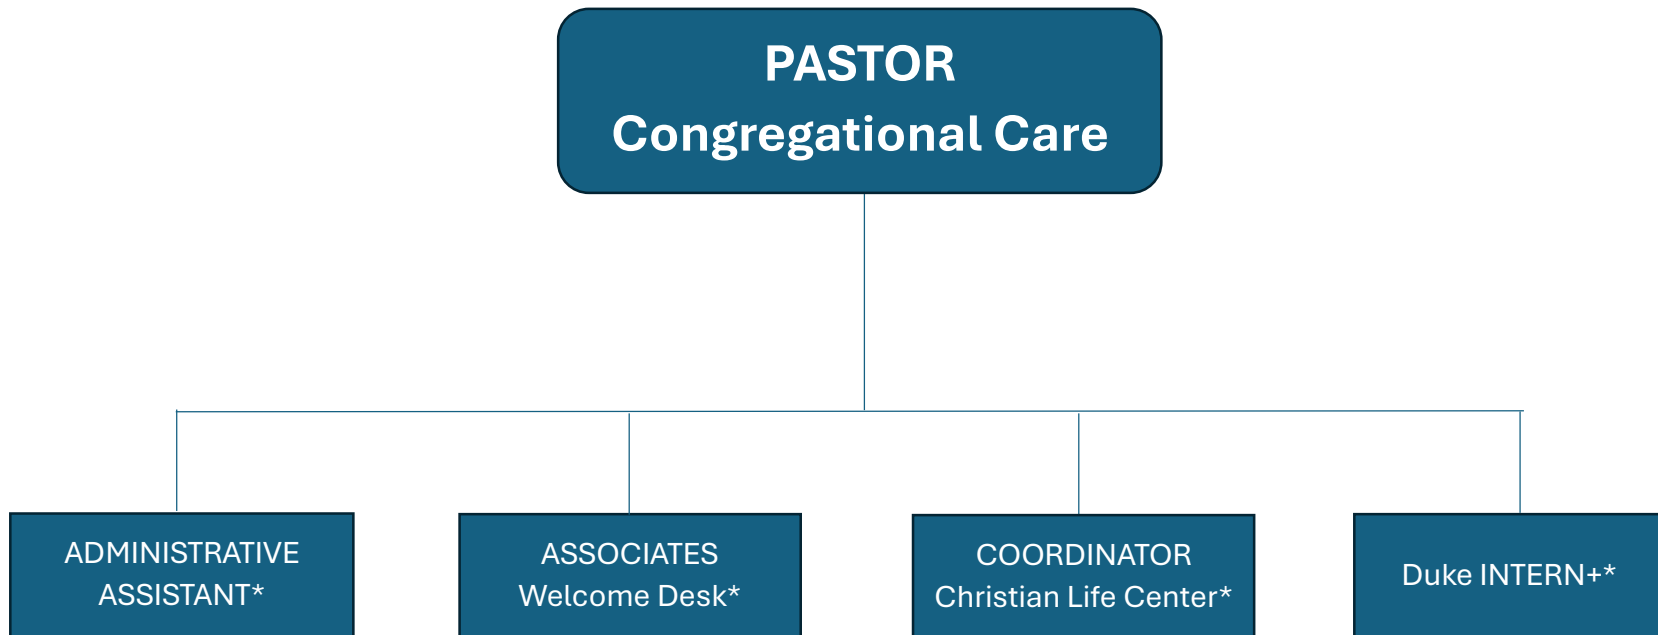 PASTOR
Congregational Care
ADMINISTRATIVE
ASSISTANT*
ASSOCIATES
Welcome Desk*
COORDINATOR
Christian Life Center*
Duke INTERN+*